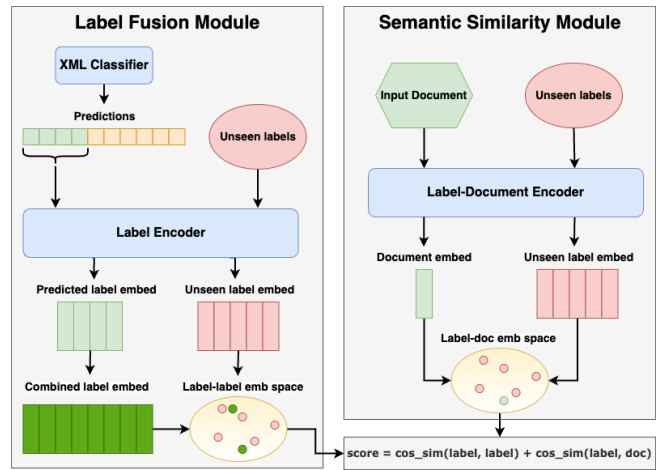 Label Fusion Module
XML Classifier
Predictions
Unseen labels
Label Encoder
Predicted label embed
Unseen label embed
Combined label embed
Label-label emb space
Semantic Similarity Module
Input Document
Unseen labels
Label-Document Encoder
Document embed
Unseen label embed
Label-doc emb space
score = cos_sim(label, label) + cos_sim(label, doc)